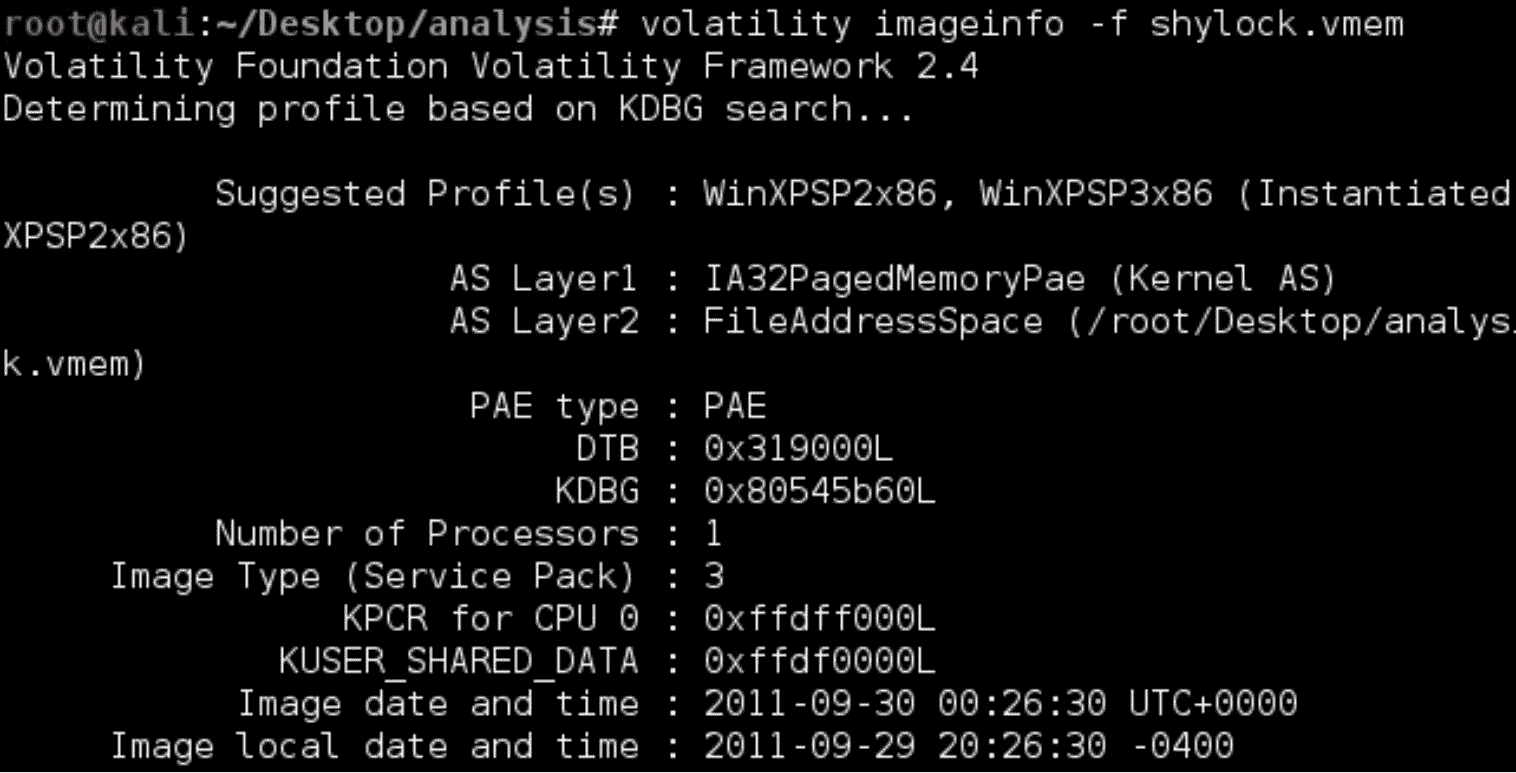 root@kali:~/Desktop/analysis# volatility imageinfo -f shylock.vmem
Volatility Foundation Volatility Framework 2.4
Determining profile based on KDBG search...
Suggested Profile(s) : WinXPSP2x86, WinXPSP3x86 (Instantiated
XPSP2x86)
AS Layer1 : IA32PagedMemoryPae (Kernel AS)
AS Layer2 : FileAddressSpace (/root/Desktop/analys
k.vmem)
PAE type : PAE
DTB : 0x319000L
KDBG : 0x80545b60L
Number of Processors : 1
Image Type (Service Pack) : 3
KPCR for CPU 0 : 0xffdff000L
KUSER_SHARED_DATA : 0xffdf0000L
Image date and time : 2011-09-30 00:26:30 UTC+0000
Image local date and time : 2011-09-29 20:26:30 -0400